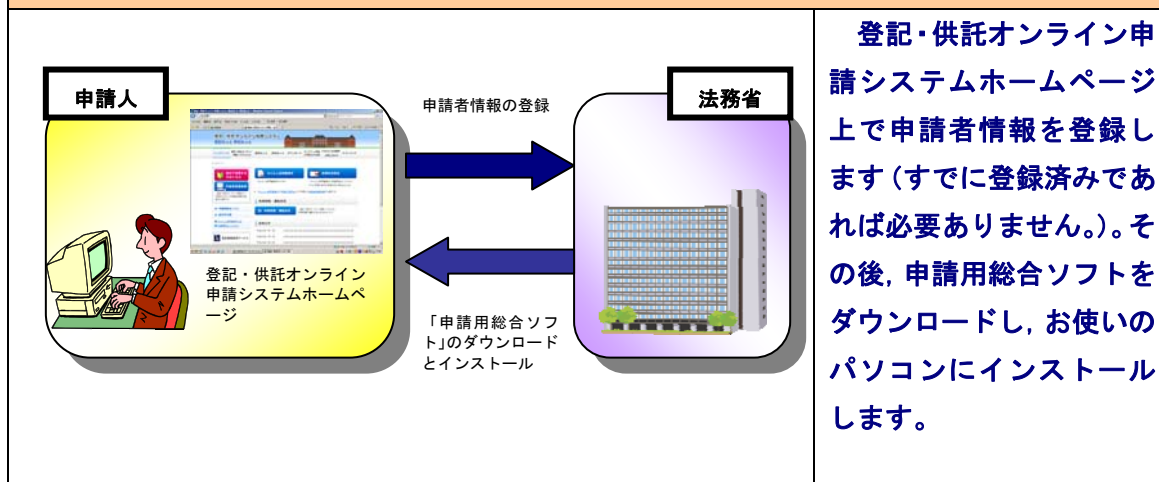 申請人
登記・供託オンライン
申請システムホームペ
ージ
申請者情報の登録
「申請用総合ソフ
ト」のダウンロード
とインストール
法務省
登記・供託オンライン申
請システムホームページ
上で申請者情報を登録し
ます（すでに登録済みであ
れば必要ありません。）。そ
の後，申請用総合ソフトを
ダウンロードし，お使いの
パソコンにインストール
します。